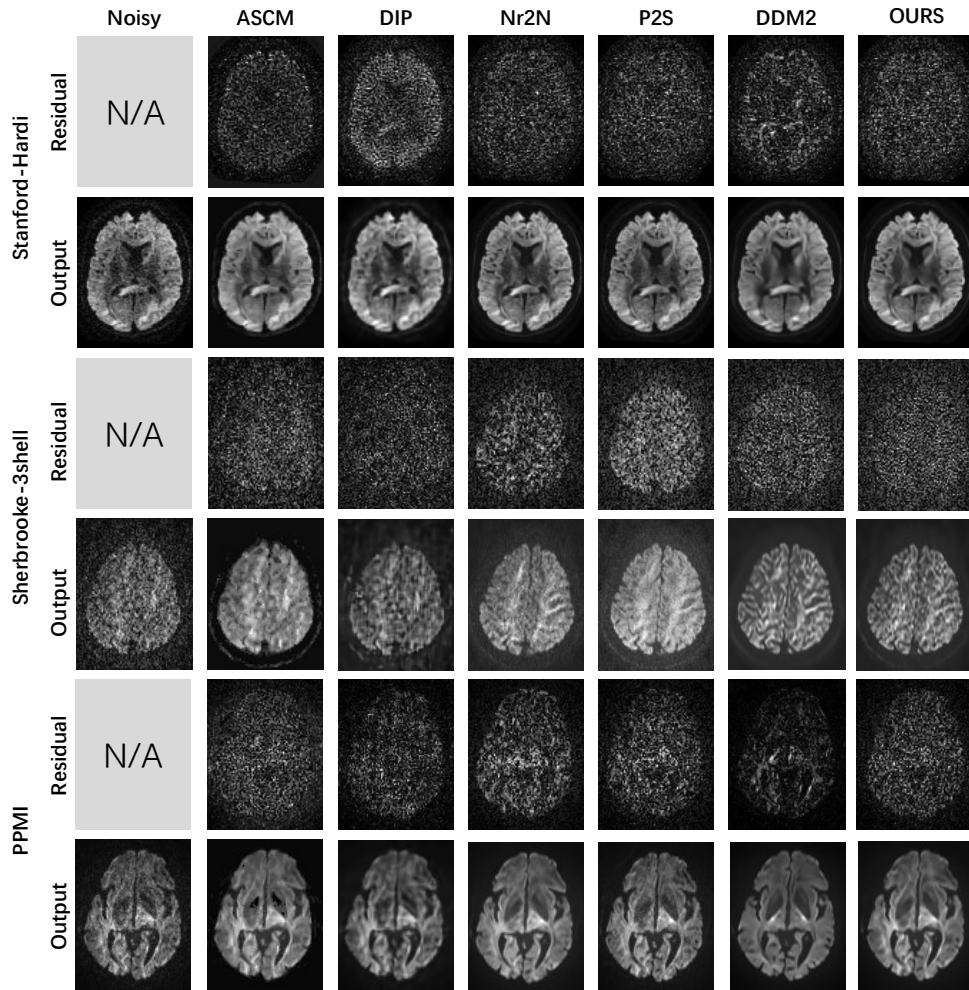 Noisy ASCM DIP Nr2N P2S DDM2 OURS
Stanford-Hardi
Residual
N/A
Output
Sherbrooke-3shell
Residual
N/A
Output
PPMI
Residual
N/A
Output